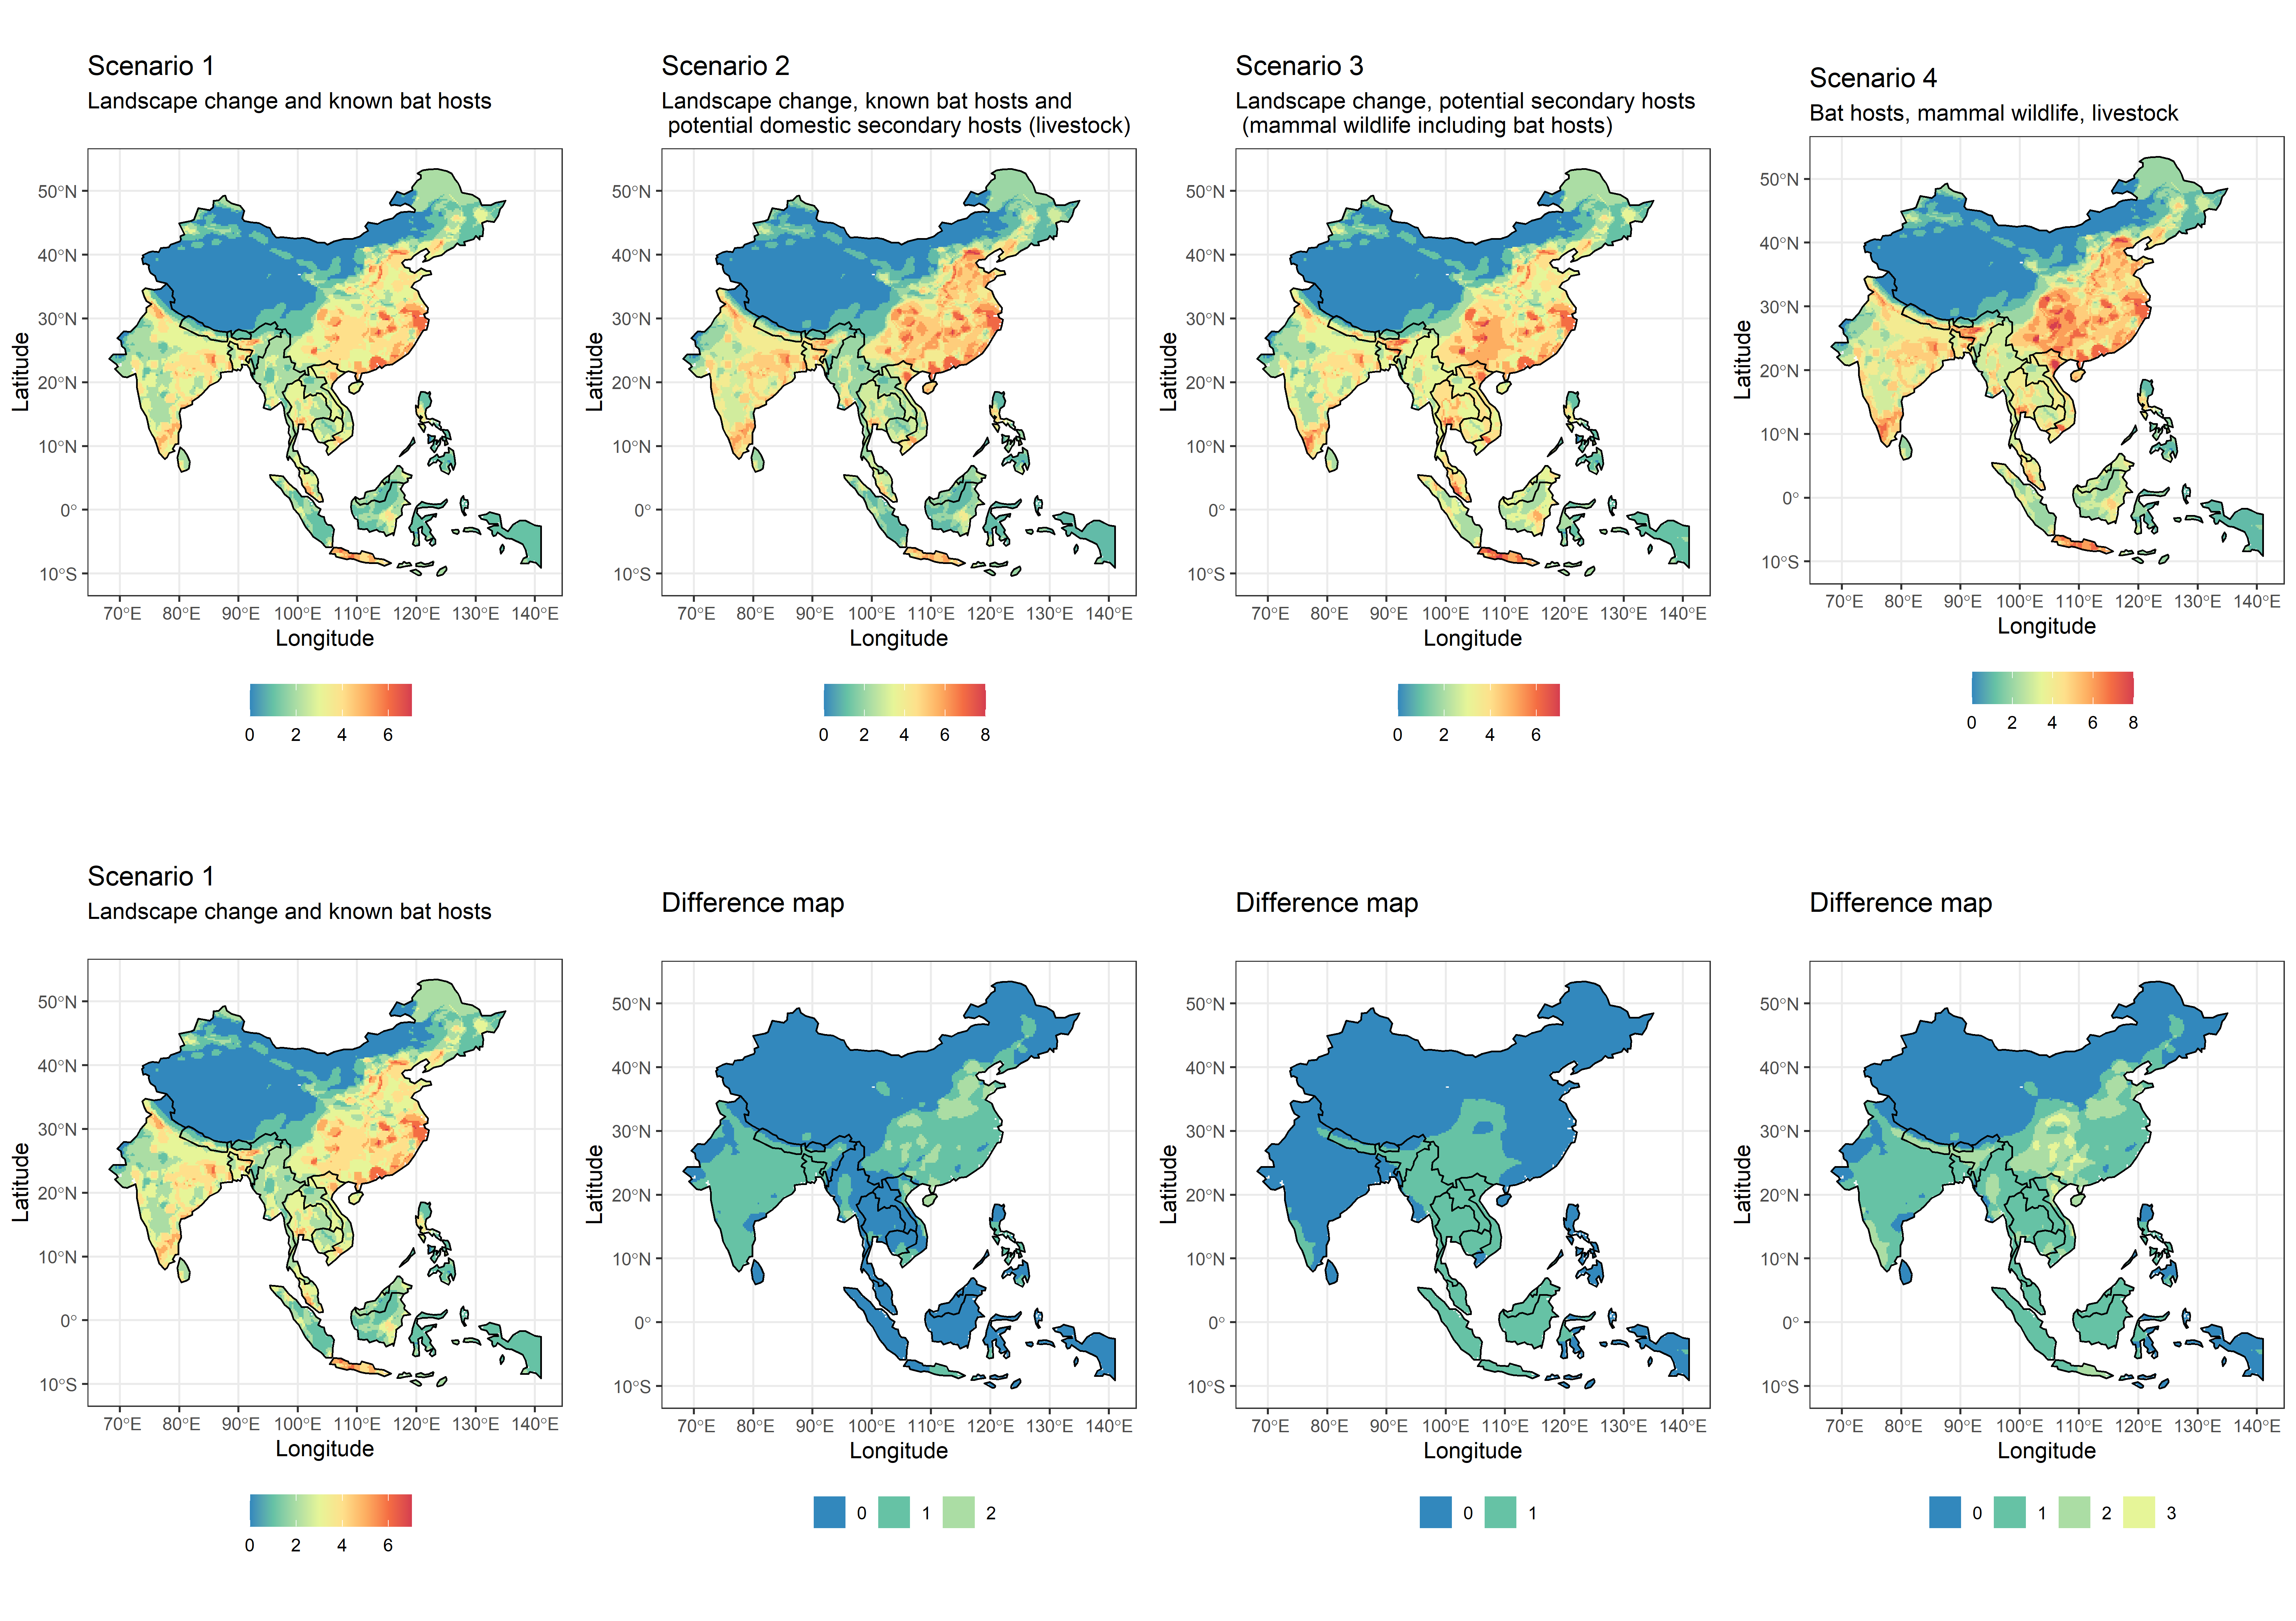 Scenario 1
Landscape change and known bat hosts
Latitude
50°N
40°N
30°N
20°N
10°N
0°
10°S
70°E 80°E 90°E 100°E 110°E 120°E 130°E 140°E
Longitude
0 2 4 6
Scenario 2
Landscape change, known bat hosts and
potential domestic secondary hosts (livestock)
Latitude
50°N
40°N
30°N
20°N
10°N
0°
10°S
70°E 80°E 90°E 100°E 110°E 120°E 130°E 140°E
Longitude
0 2 4 6 8
Scenario 3
Landscape change, potential secondary hosts
(mammal wildlife including bat hosts)
Latitude
50°N
40°N
30°N
20°N
10°N
0°
10°S
70°E 80°E 90°E 100°E 110°E 120°E 130°E 140°E
Longitude
0 2 4 6
Scenario 4
Bat hosts, mammal wildlife, livestock
Latitude
50°N
40°N
30°N
20°N
10°N
0°
10°S
70°E 80°E 90°E 100°E 110°E 120°E 130°E 140°E
Longitude
0 2 4 6 8
Scenario 1
Landscape change and known bat hosts
Latitude
50°N
40°N
30°N
20°N
10°N
0°
10°S
70°E 80°E 90°E 100°E 110°E 120°E 130°E 140°E
Longitude
0 2 4 6
Difference map
Latitude
50°N
40°N
30°N
20°N
10°N
0°
10°S
70°E 80°E 90°E 100°E 110°E 120°E 130°E 140°E
Longitude
0 1 2
Difference map
Latitude
50°N
40°N
30°N
20°N
10°N
0°
10°S
70°E 80°E 90°E 100°E 110°E 120°E 130°E 140°E
Longitude
0 1
Difference map
Latitude
50°N
40°N
30°N
20°N
10°N
0°
10°S
70°E 80°E 90°E 100°E 110°E 120°E 130°E 140°E
Longitude
0 1 2 3